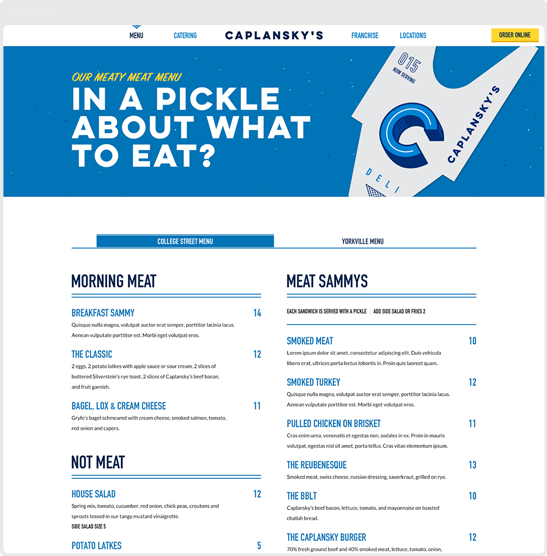 MENU
CATERING
CAPLANSKY'S
FRANCHISE
LOCATIONS
ORDER ONLINE
OUR MEATY MEAT MENU
IN A PICKLE
ABOUT WHAT
TO EAT?
015
NOW SERVING
CAPLANSKY'S
DELI
COLLEGE STREET MENU
YORKVILLE MENU
MORNING MEAT
BREAKFAST SAMMY 14
Quisque nulla magna, volutpat auctor erat semper, porttitor lacinia lacus.
Aenean vulputate porttitor est. Morbi eget volutpat eros.
THE CLASSIC 12
2 eggs, 2 potato latkes with apple sauce or sour cream, 2 slices of
buttered Silverstein's rye toast, 2 slices of Caplansky's beef bacon,
and fruit garnish.
BAGEL, LOX & CREAM CHEESE 11
Gryfe's bagel schmeared with cream cheese, smoked salmon, tomato,
red onion and capers.
NOT MEAT
HOUSE SALAD 12
Spring mix, tomato, cucumber, red onion, chick peas, croutons and
sprouts tossed in our tangy mustard vinaigrette.
SIDE SALAD SIZE 5
POTATO LATKES 5
MEAT SAMMYS
EACH SANDWICH IS SERVED WITH A PICKLE ADD SIDE SALAD OR FRIES 2
SMOKED MEAT 10
Lorem ipsum dolor sit amet, consectetur adipiscing elit. Duis vehicula
libero erat, ultrices porta lectus lobortis in. Proin quis laoreet quam.
SMOKED TURKEY 12
Quisque nulla magna, volutpat auctor erat semper, porttitor lacinia lacus.
Aenean vulputate porttitor est. Morbi eget volutpat eros.
PULLED CHICKEN ON BRISKET 11
Cras enim urna, venenatis et egestas non, sodales in ex. Proin in mauris
volutpat, egestas nisl sit amet, porta tellus. Cras vitae elementum ipsum.
THE REUBENESQUE 13
Smoked meat, swiss cheese, russian dressing, sauerkraut, grilled on rye.
THE BBLT 10
Caplansky's beef bacon, lettuce, tomato, and mayonnaise on toasted
challah bread.
THE CAPLANSKY BURGER 12
70% fresh ground beef and 40% smoked meat, lettuce, tomato, onion,